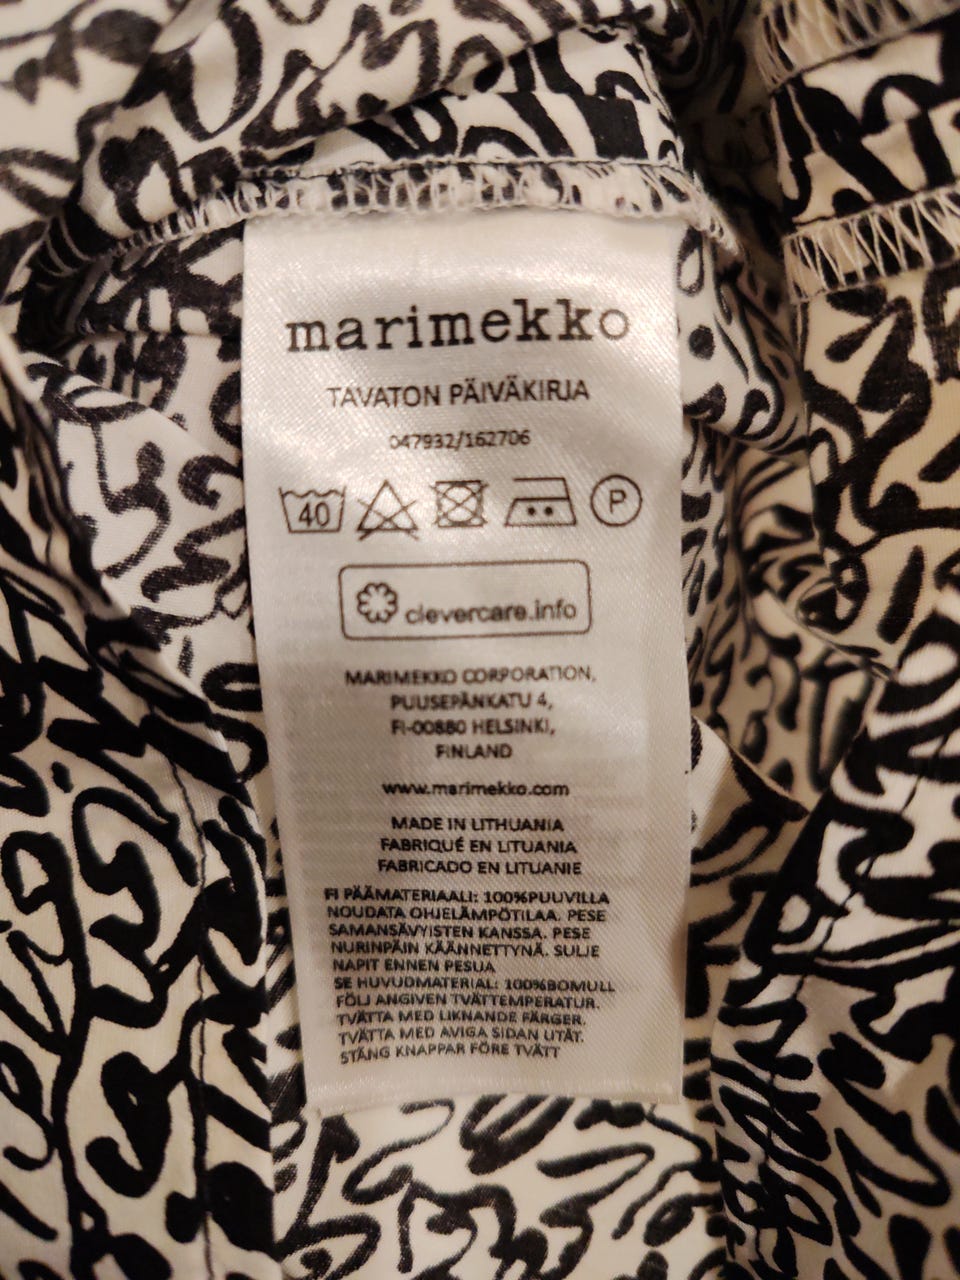 marimekko
TAVATON PÄIVÄKIRJA
047932/162706
40 P
clevercare.info
MARIMEKKO CORPORATION,
PUUSEPÄNKATU 4,
FI-00880 HELSINKI,
FINLAND
www.marimekko.com
MADE IN LITHUANIA
FABRIQUÉ EN LITUANIA
FABRICADO EN LITUANIE
FI PÄÄMATERIAALI: 100%PUUVILLA
NOUDATA OHJELÄMPÖTILAA. PESE
SAMANSÄVYISTEN KANSSA. PESE
NURINPÄIN KÄÄNNETTYNÄ. SULJE
NAPIT ENNEN PESUA
SE HUVUDMATERIAL: 100%BOMULL
FÖLJ ANGIVEN TVÄTTEMPERATUR.
TVÄTTA MED LIKNANDE FÄRGER.
TVÄTTA MED AVIGA SIDAN UTÅT.
STÄNG KNAPPAR FÖRE TVÄTT